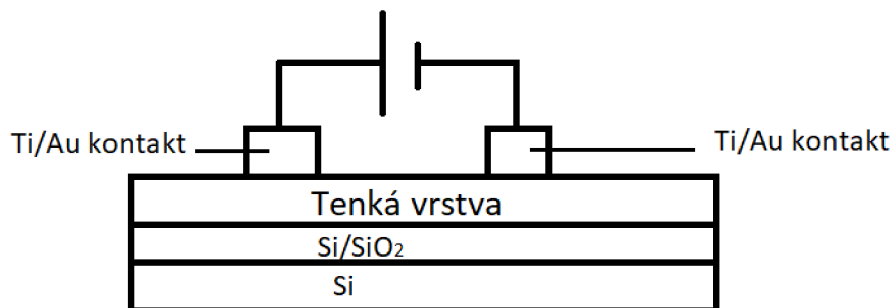 Ti/Au kontakt
Ti/Au kontakt
Tenká vrstva
Si/SiO₂
Si